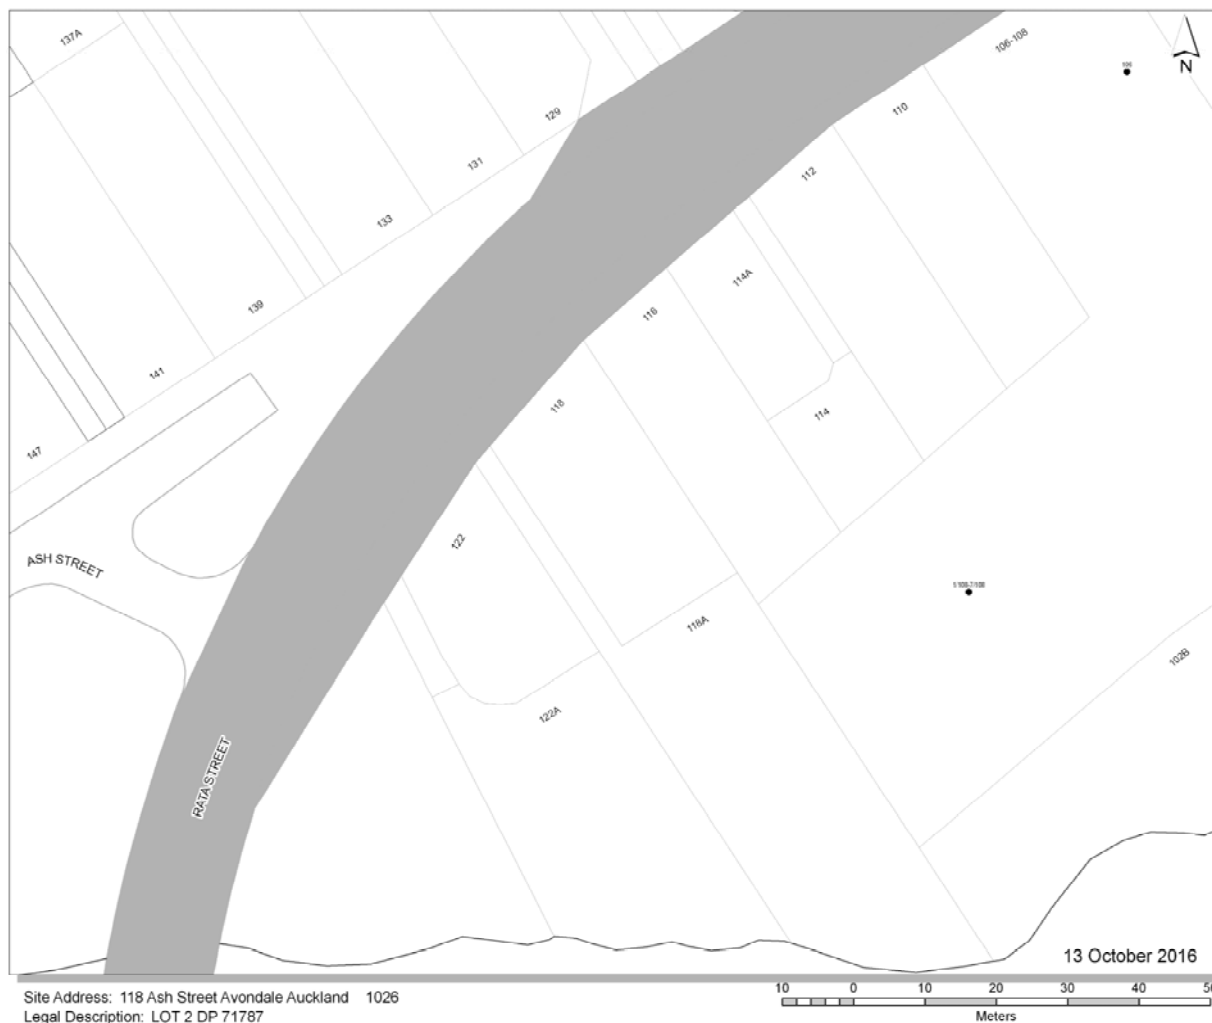 137A
106-108
N
106
129
110
131
112
133
114A
139
116
141
118
114
147
122
ASH STREET
118A
102B
122A
RATA STREET
13 October 2016
10 0 10 20 30 40 50
Meters
Site Address: 118 Ash Street Avondale Auckland 1026
Legal Description: LOT 2 DP 71787